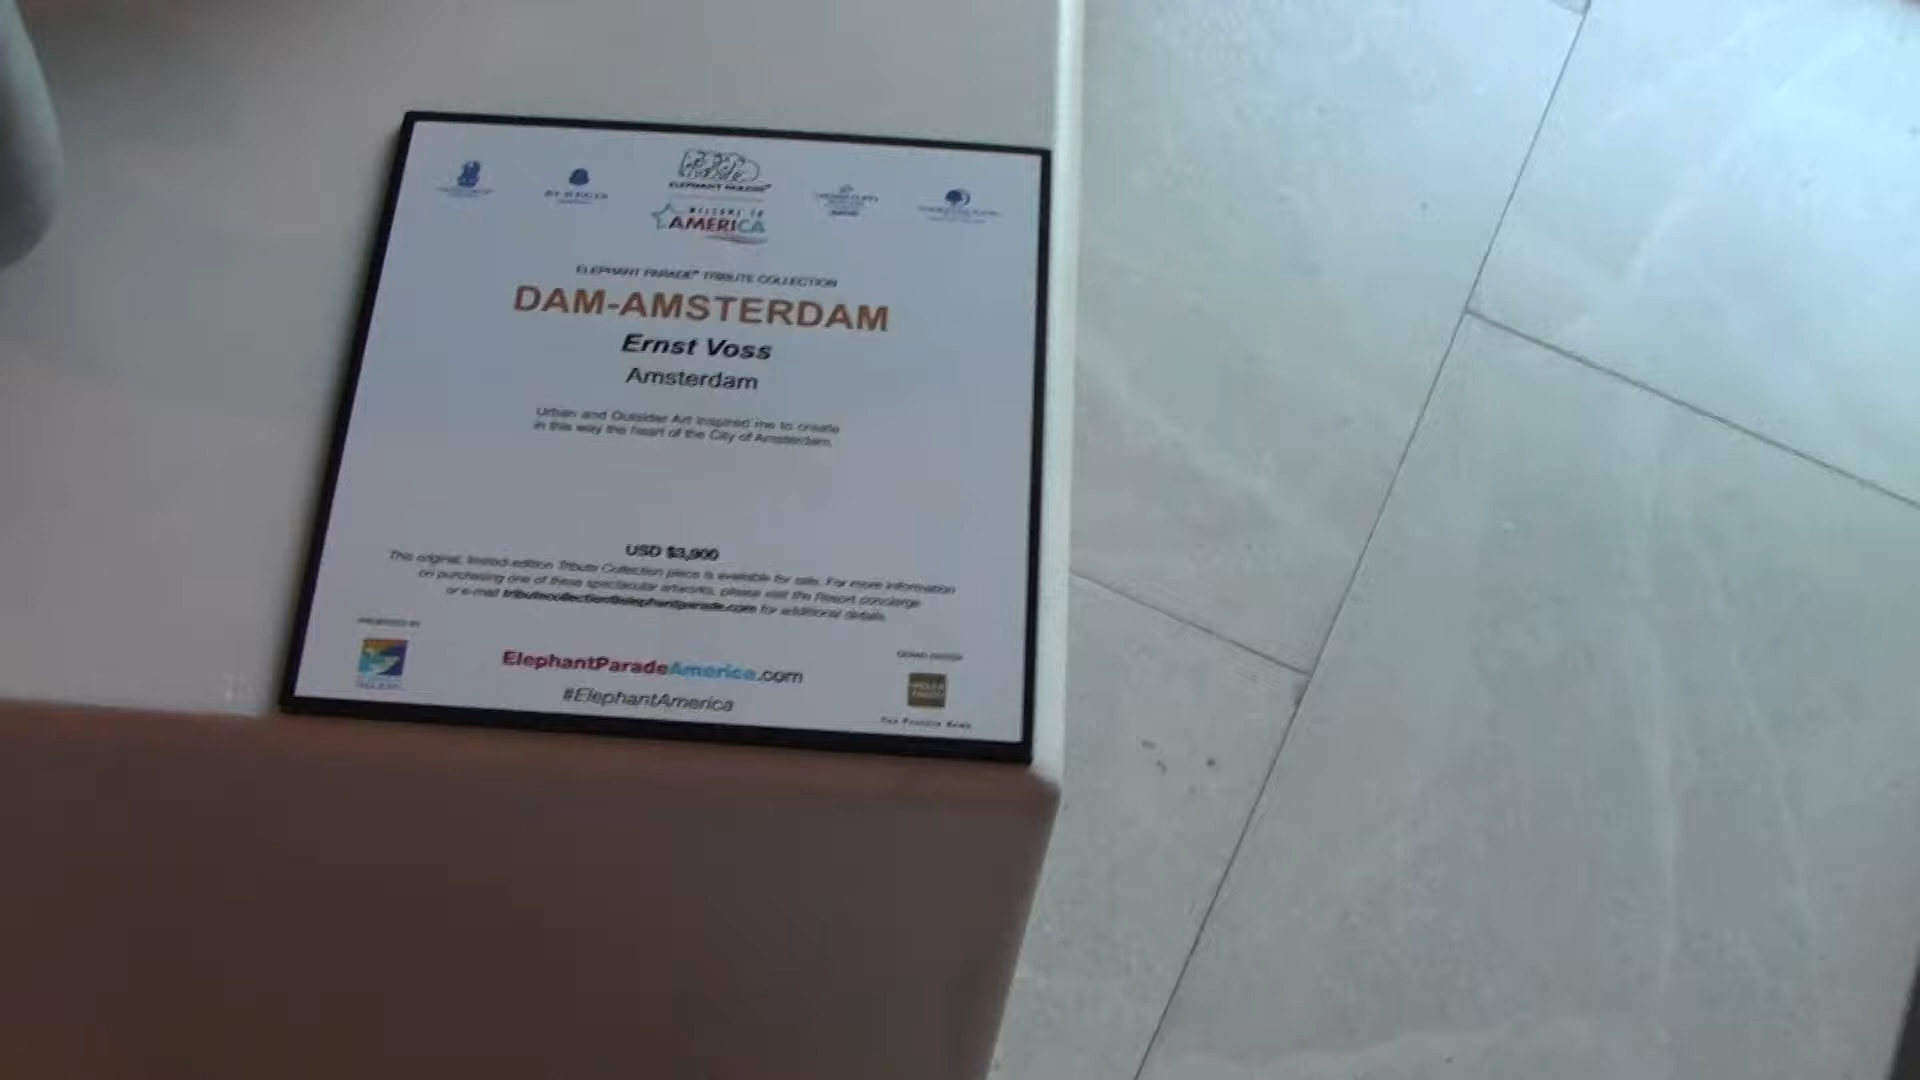 ELEPHANT PARADE®
WELCOME TO
AMERICA
ELEPHANT PARADE® TRIBUTE COLLECTION
DAM-AMSTERDAM
Ernst Voss
Amsterdam
Urban and Outsider Art inspired me to create
in this way the heart of the City of Amsterdam.
USD $3,900
This original, limited-edition Tribute Collection piece is available for sale. For more information
on purchasing one of these spectacular artworks, please visit the Resort concierge
or e-mail tributecollection@elephantparade.com for additional details.
PRESENTED BY
ElephantParadeAmerica.com
#ElephantAmerica